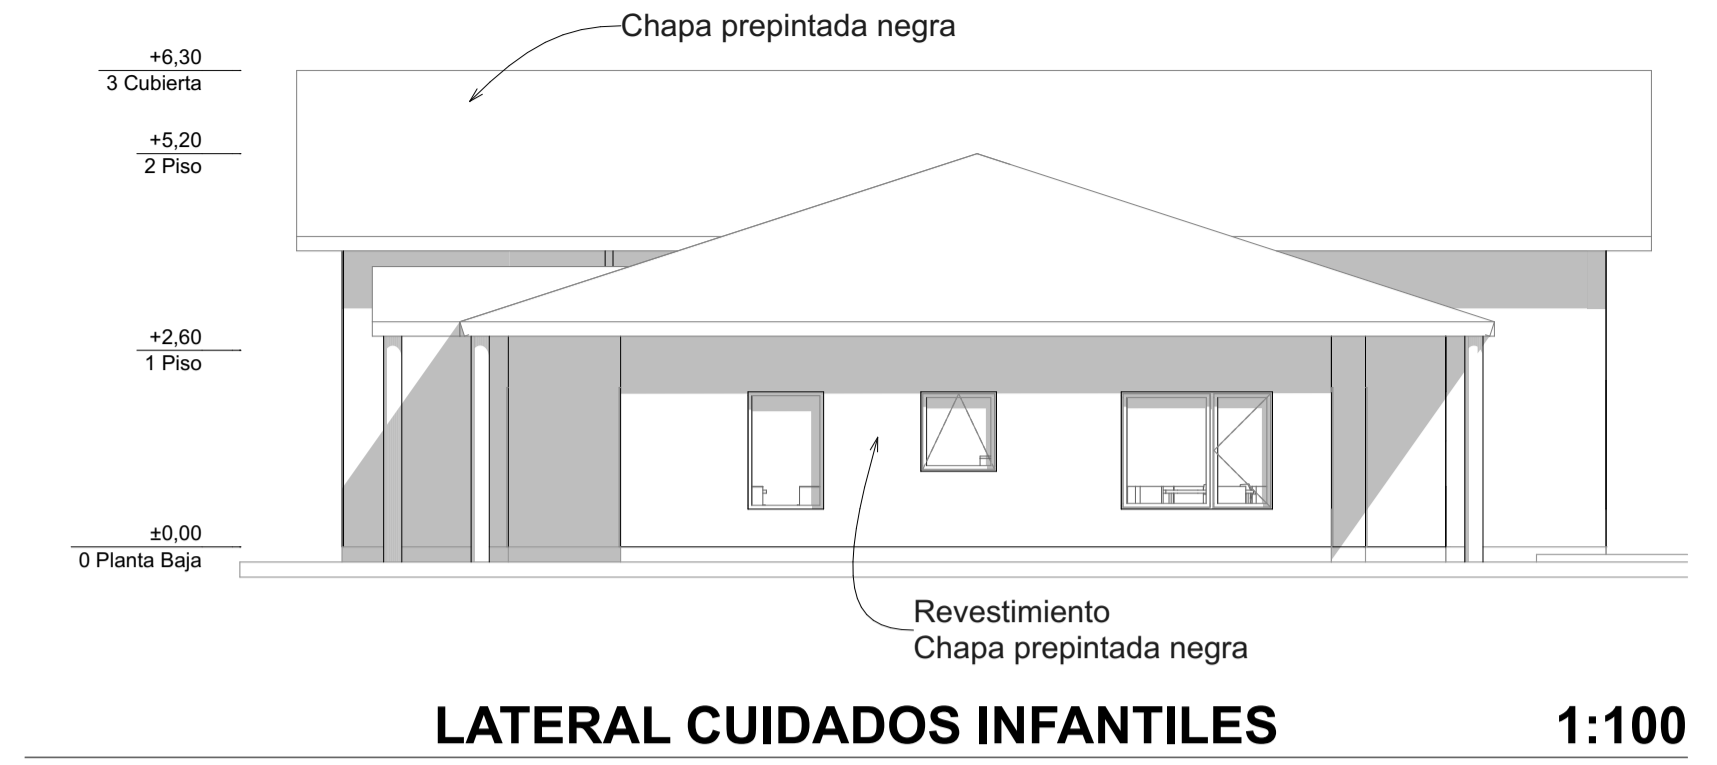 Chapa prepintada negra
+6,30
3 Cubierta
+5,20
2 Piso
+2,60
1 Piso
±0,00
0 Planta Baja
Revestimiento
Chapa prepintada negra
LATERAL CUIDADOS INFANTILES 1:100